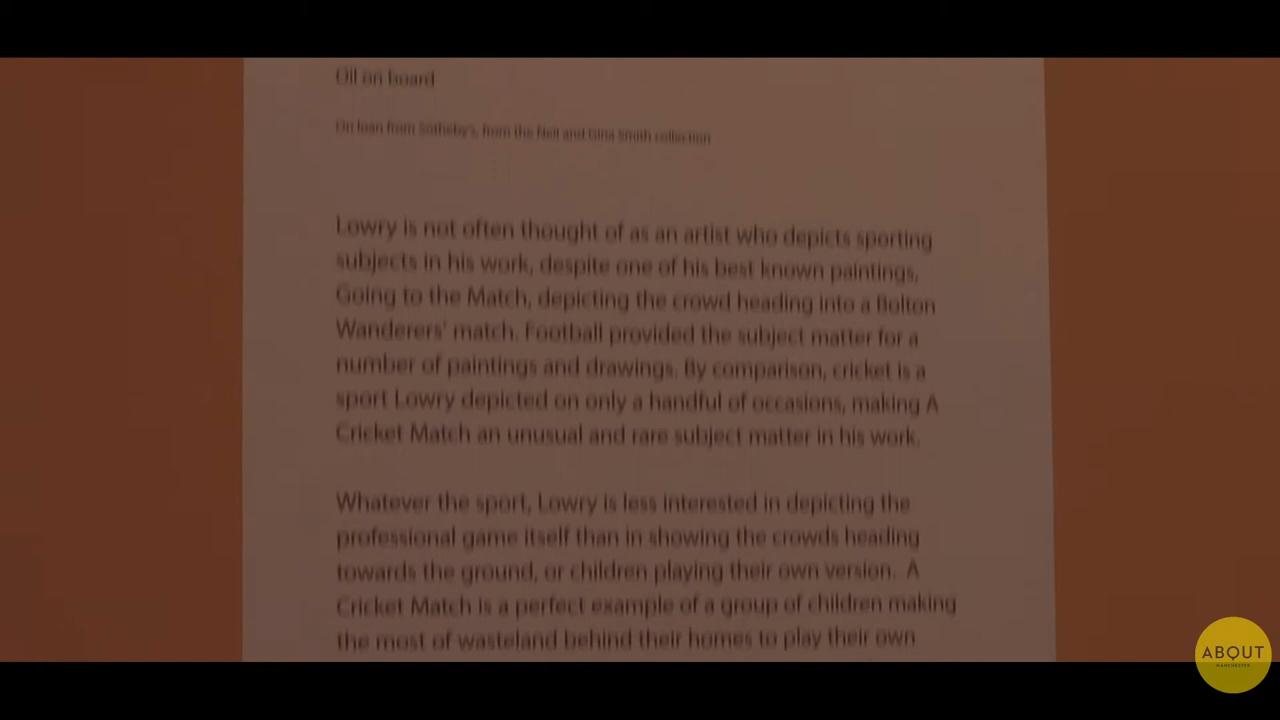 Oil on board
On loan from Sotheby's, from the Neil and Gina Smith collection
Lowry is not often thought of as an artist who depicts sporting
subjects in his work, despite one of his best known paintings,
Going to the Match, depicting the crowd heading into a Bolton
Wanderers' match. Football provided the subject matter for a
number of paintings and drawings. By comparison, cricket is a
sport Lowry depicted on only a handful of occasions, making A
Cricket Match an unusual and rare subject matter in his work.
Whatever the sport, Lowry is less interested in depicting the
professional game itself than in showing the crowds heading
towards the ground, or children playing their own version. A
Cricket Match is a perfect example of a group of children making
the most of wasteland behind their homes to play their own
ABOUT
MANCHESTER